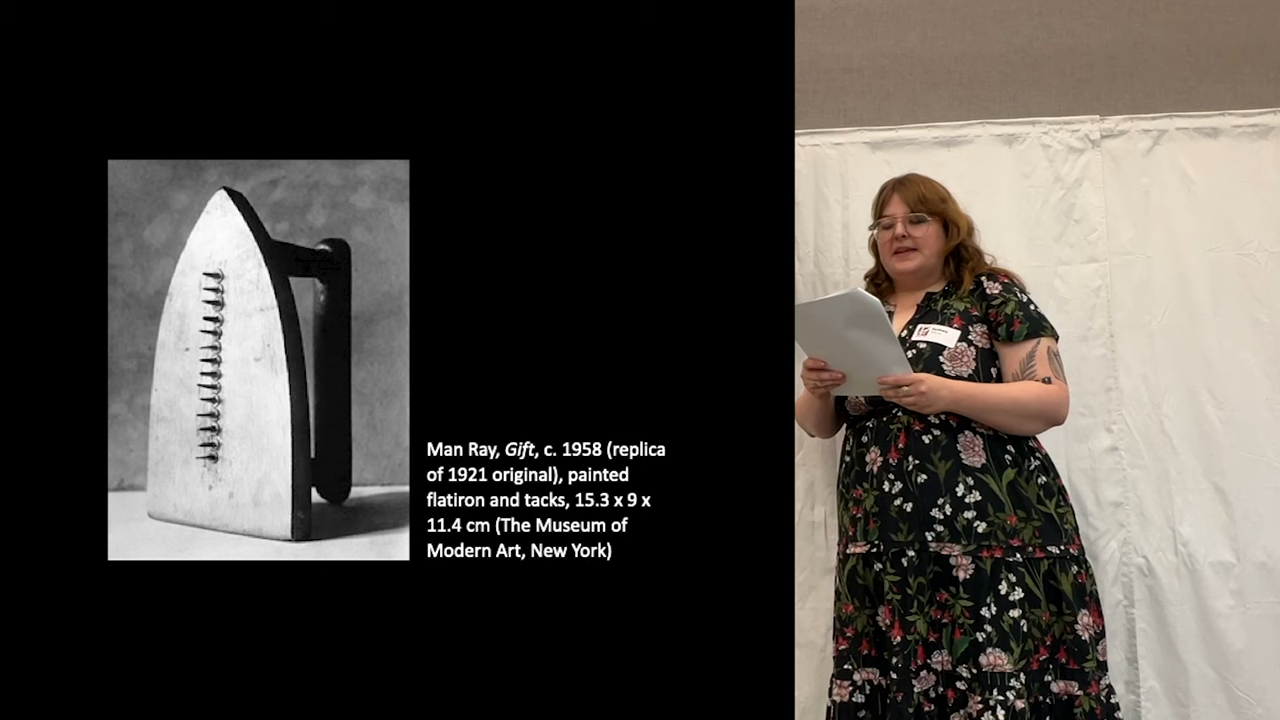 Man Ray, Gift, c. 1958 (replica
of 1921 original), painted
flatiron and tacks, 15.3 x 9 x
11.4 cm (The Museum of
Modern Art, New York)